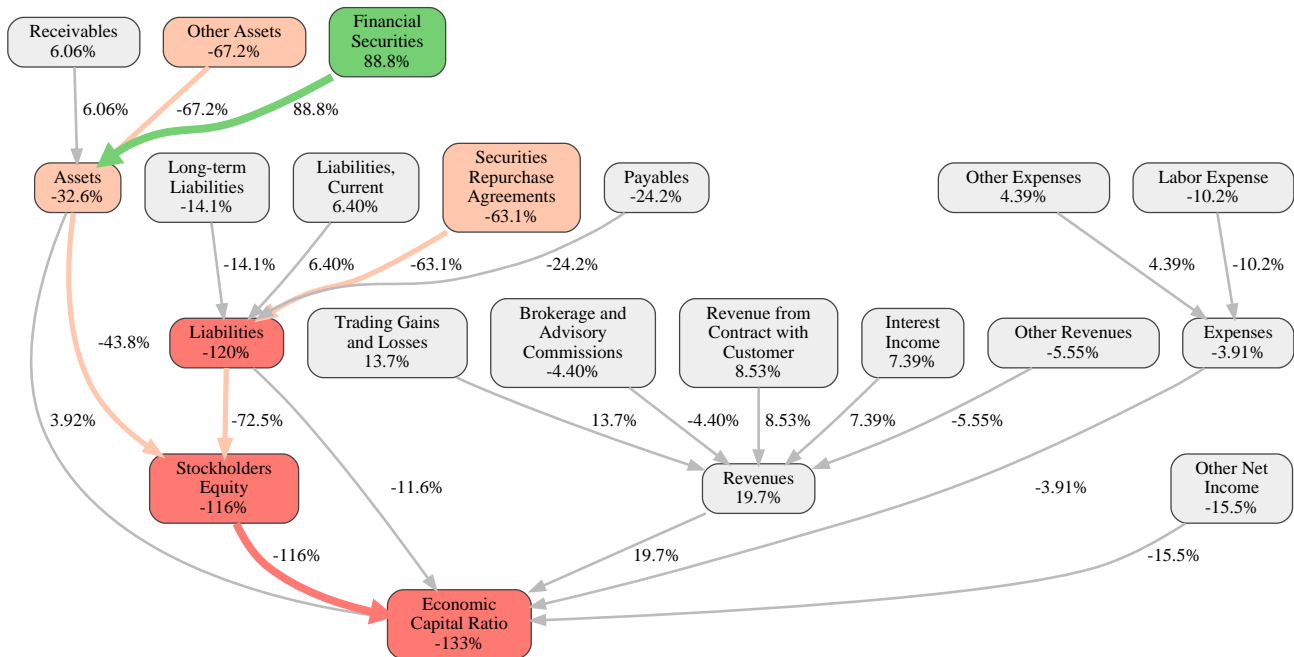 Receivables
6.06%
Other Assets
-67.2%
Financial
Securities
88.8%
6.06%
-67.2%
88.8%
Assets
-32.6%
Long-term
Liabilities
-14.1%
Liabilities,
Current
6.40%
Securities
Repurchase
Agreements
-63.1%
Payables
-24.2%
Other Expenses
4.39%
Labor Expense
-10.2%
-14.1%
6.40%
-63.1%
-24.2%
4.39%
-10.2%
Liabilities
-120%
Trading Gains
and Losses
13.7%
Brokerage and
Advisory
Commissions
-4.40%
Revenue from
Contract with
Customer
8.53%
Interest
Income
7.39%
Other Revenues
-5.55%
Expenses
-3.91%
-43.8%
3.92%
-72.5%
13.7%
-4.40%
8.53%
7.39%
-5.55%
Stockholders
Equity
-116%
-11.6%
Revenues
19.7%
-3.91%
Other Net
Income
-15.5%
-116%
19.7%
-15.5%
Economic
Capital Ratio
-133%